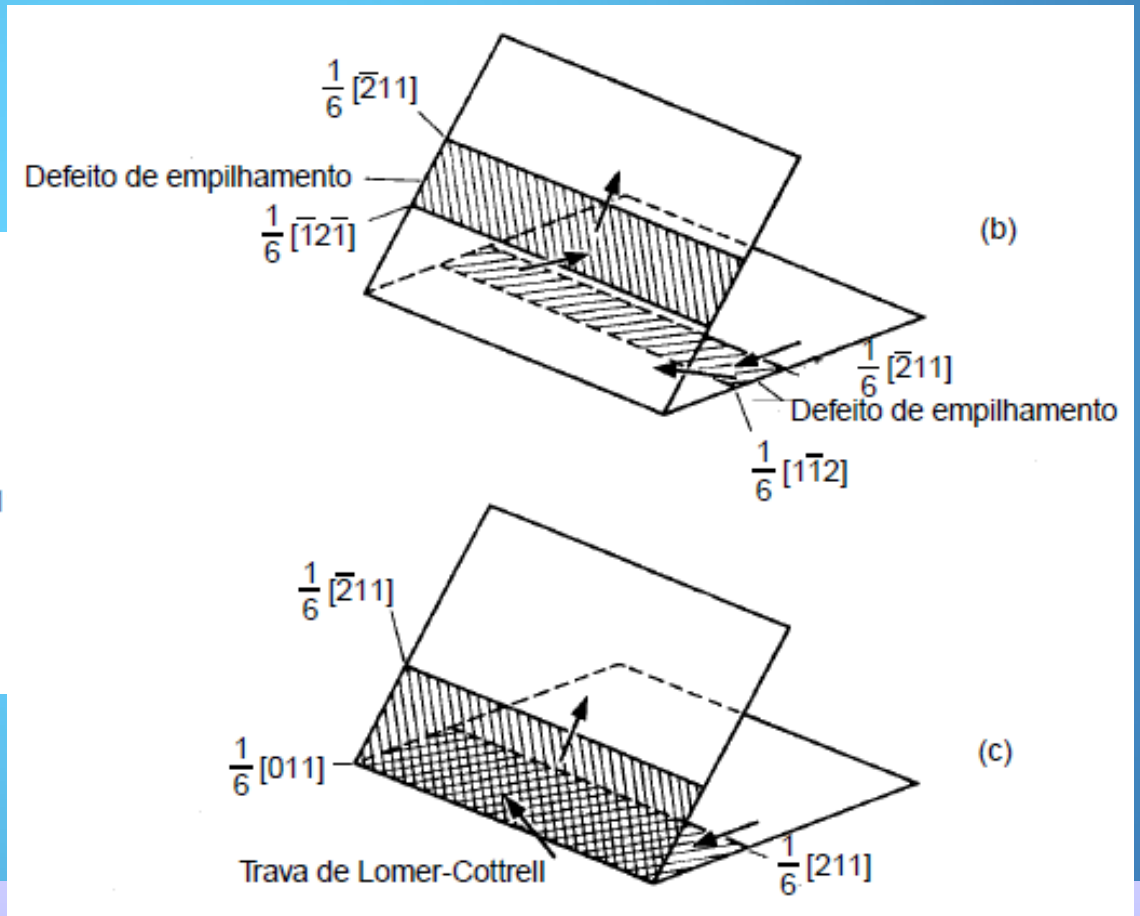 1/6 [2̅11]
Defeito de empilhamento
1/6 [1̅21̅]
(b)
1/6 [2̅11]
Defeito de empilhamento
1/6 [11̅2]
1/6 [2̅11]
1/6 [011]
(c)
1/6 [211]
Trava de Lomer-Cottrell